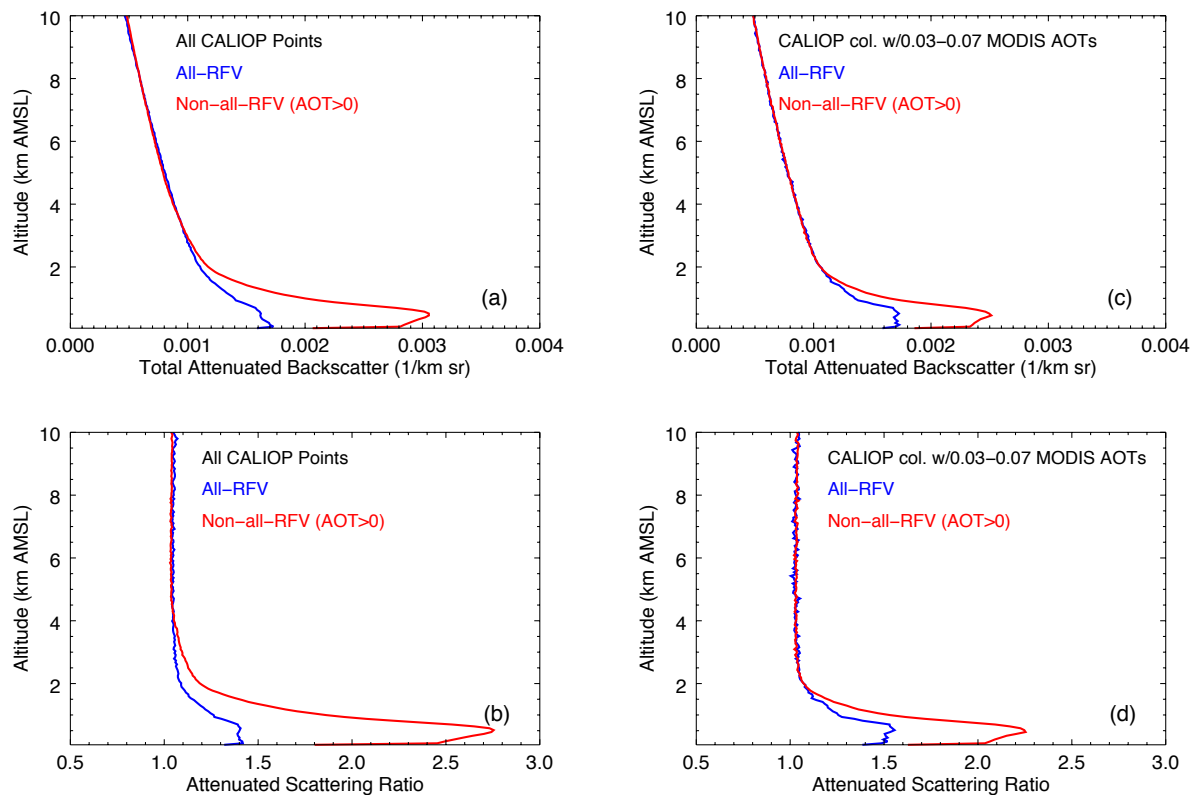 10
8
6
4
2
Altitude (km AMSL)
All CALIOP Points
All−RFV
Non−all−RFV (AOT>0)
(a)
0.000 0.001 0.002 0.003 0.004
Total Attenuated Backscatter (1/km sr)
10
8
6
4
2
Altitude (km AMSL)
CALIOP col. w/0.03−0.07 MODIS AOTs
All−RFV
Non−all−RFV (AOT>0)
(c)
0.000 0.001 0.002 0.003 0.004
Total Attenuated Backscatter (1/km sr)
10
8
6
4
2
Altitude (km AMSL)
All CALIOP Points
All−RFV
Non−all−RFV (AOT>0)
(b)
0.5 1.0 1.5 2.0 2.5 3.0
Attenuated Scattering Ratio
10
8
6
4
2
Altitude (km AMSL)
CALIOP col. w/0.03−0.07 MODIS AOTs
All−RFV
Non−all−RFV (AOT>0)
(d)
0.5 1.0 1.5 2.0 2.5 3.0
Attenuated Scattering Ratio